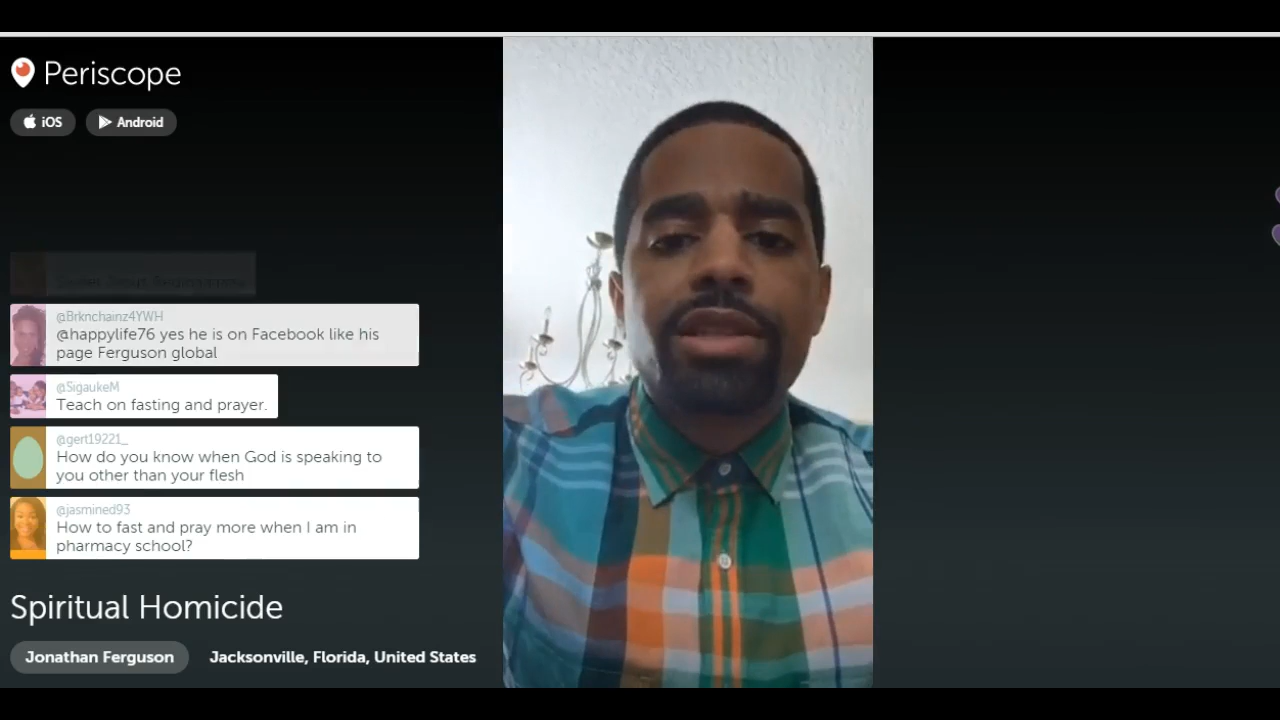 Periscope
iOS
Android
@Brknchainz4YWH
@happylife76 yes he is on Facebook like his
page Ferguson global
@SigaukeM
Teach on fasting and prayer.
@gert19221_
How do you know when God is speaking to
you other than your flesh
@jasmined93
How to fast and pray more when I am in
pharmacy school?
Spiritual Homicide
Jonathan Ferguson
Jacksonville, Florida, United States